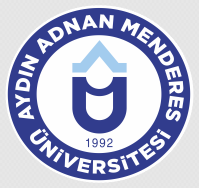 AYDIN ADNAN MENDERES
1992
ÜNİVERSİTESİ